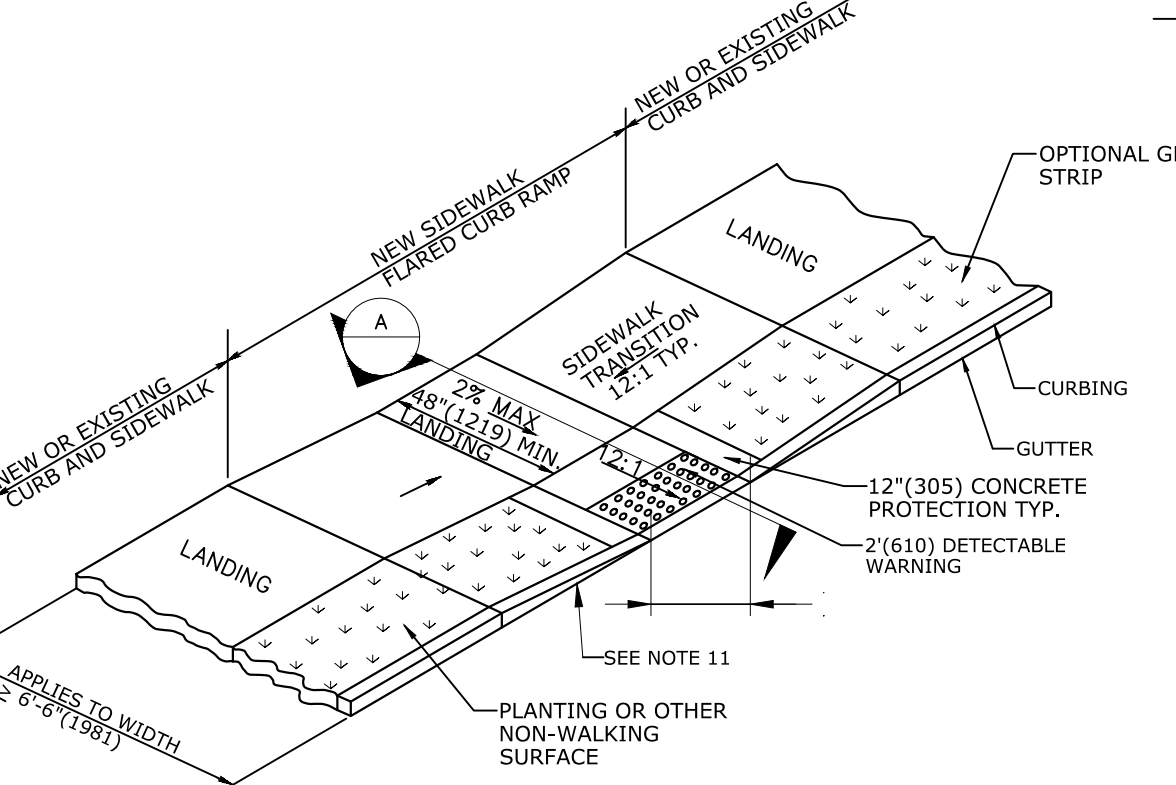 NEW OR EXISTING
CURB AND SIDEWALK
NEW SIDEWALK
FLARED CURB RAMP
NEW OR EXISTING
CURB AND SIDEWALK
OPTIONAL
STRIP
LANDING
A
SIDEWALK
TRANSITION
12:1 TYP.
2% MAX
48"(1219) MIN.
LANDING
12:1
CURBING
GUTTER
12"(305) CONCRETE
PROTECTION TYP.
2'(610) DETECTABLE
WARNING
LANDING
SEE NOTE 11
PLANTING OR OTHER
NON-WALKING
SURFACE
APPLIES TO WIDTH
≥ 6'-6"(1981)